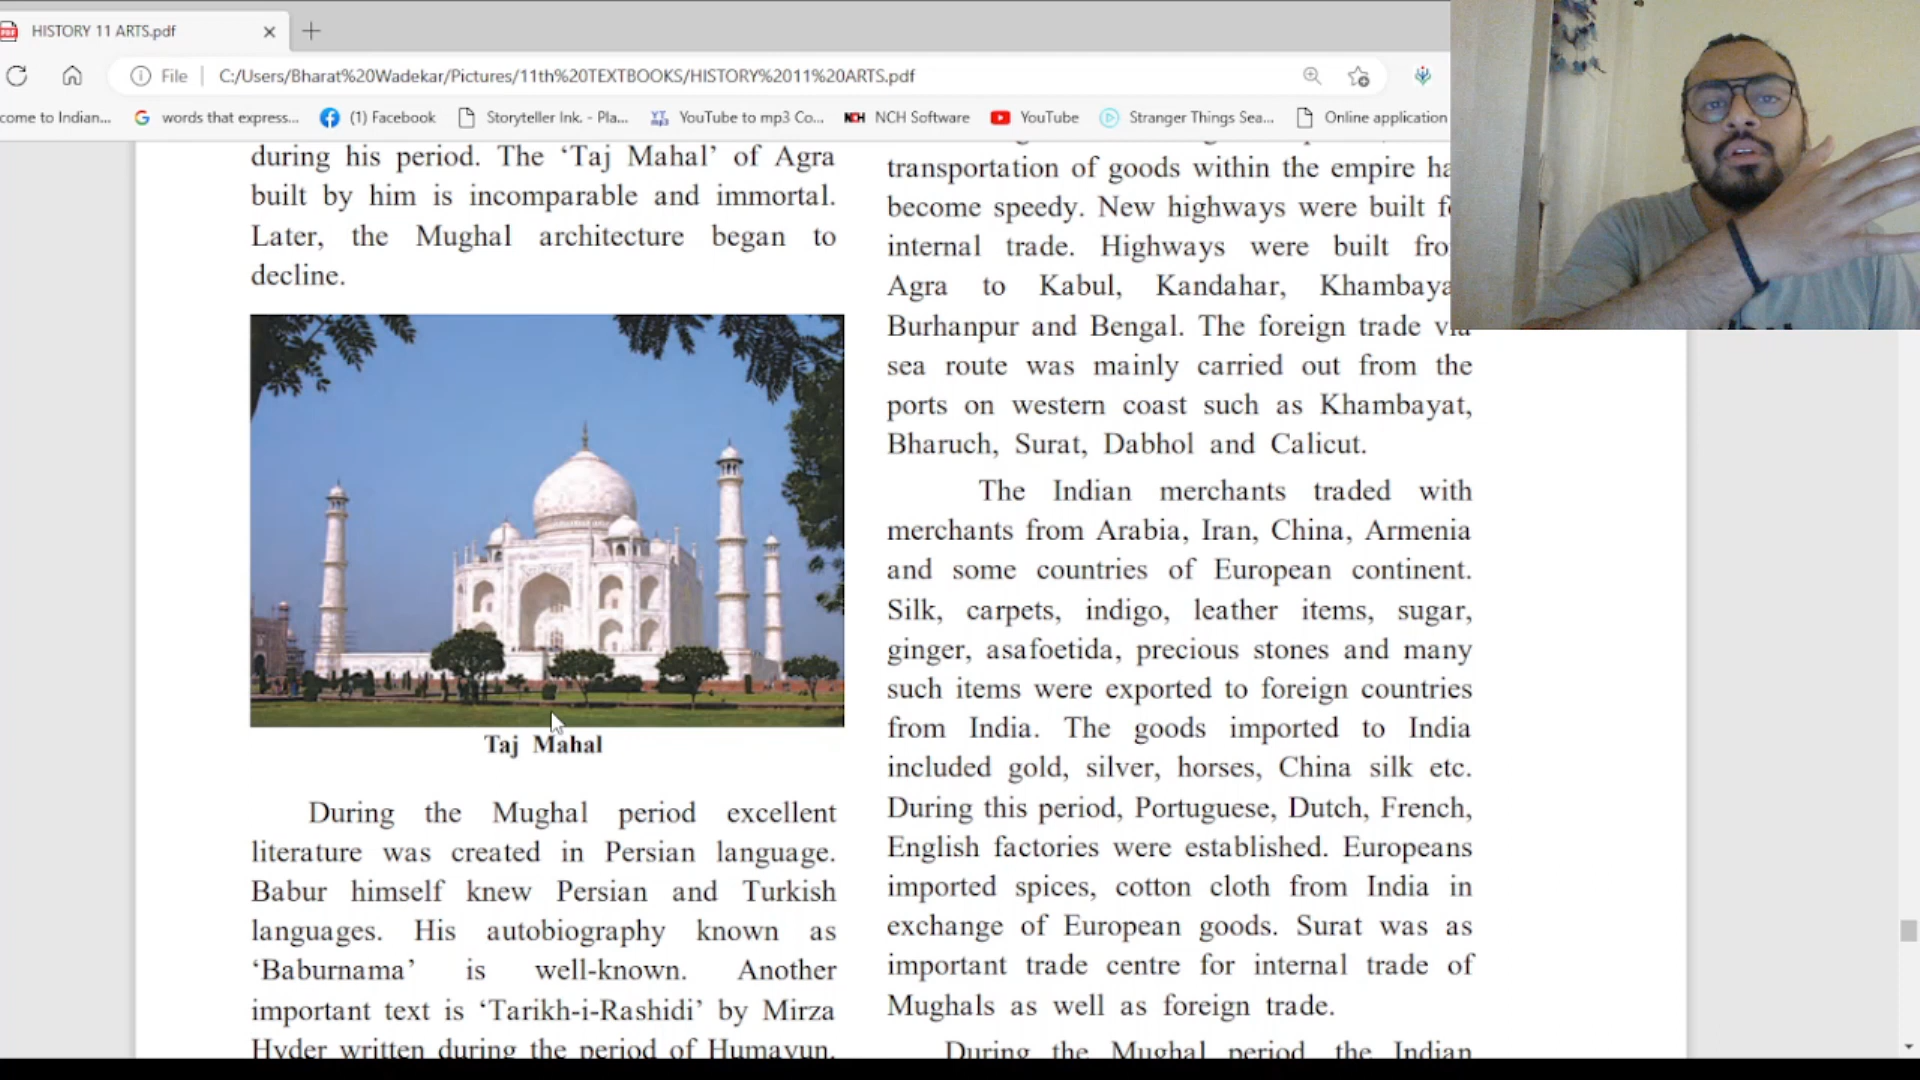 HISTORY 11 ARTS.pdf
File
C:/Users/Bharat%20Wadekar/Pictures/11th%20TEXTBOOKS/HISTORY%2011%20ARTS.pdf
come to Indian...
words that express...
(1) Facebook
Storyteller Ink. - Pla...
YouTube to mp3 Co...
NCH Software
YouTube
Stranger Things Sea...
Online application
during his period. The ‘Taj Mahal’ of Agra
built by him is incomparable and immortal.
Later, the Mughal architecture began to
decline.
Taj Mahal
During the Mughal period excellent
literature was created in Persian language.
Babur himself knew Persian and Turkish
languages. His autobiography known as
‘Baburnama’ is well-known. Another
important text is ‘Tarikh-i-Rashidi’ by Mirza
Hyder written during the period of Humayun.
transportation of goods within the empire
become speedy. New highways were built
internal trade. Highways were built
Agra to Kabul, Kandahar,
Burhanpur and Bengal. The foreign trade via
sea route was mainly carried out from the
ports on western coast such as Khambayat,
Bharuch, Surat, Dabhol and Calicut.
The Indian merchants traded with
merchants from Arabia, Iran, China, Armenia
and some countries of European continent.
Silk, carpets, indigo, leather items, sugar,
ginger, asafoetida, precious stones and many
such items were exported to foreign countries
from India. The goods imported to India
included gold, silver, horses, China silk etc.
During this period, Portuguese, Dutch, French,
English factories were established. Europeans
imported spices, cotton cloth from India in
exchange of European goods. Surat was as
important trade centre for internal trade of
Mughals as well as foreign trade.
During the Mughal period, the Indian